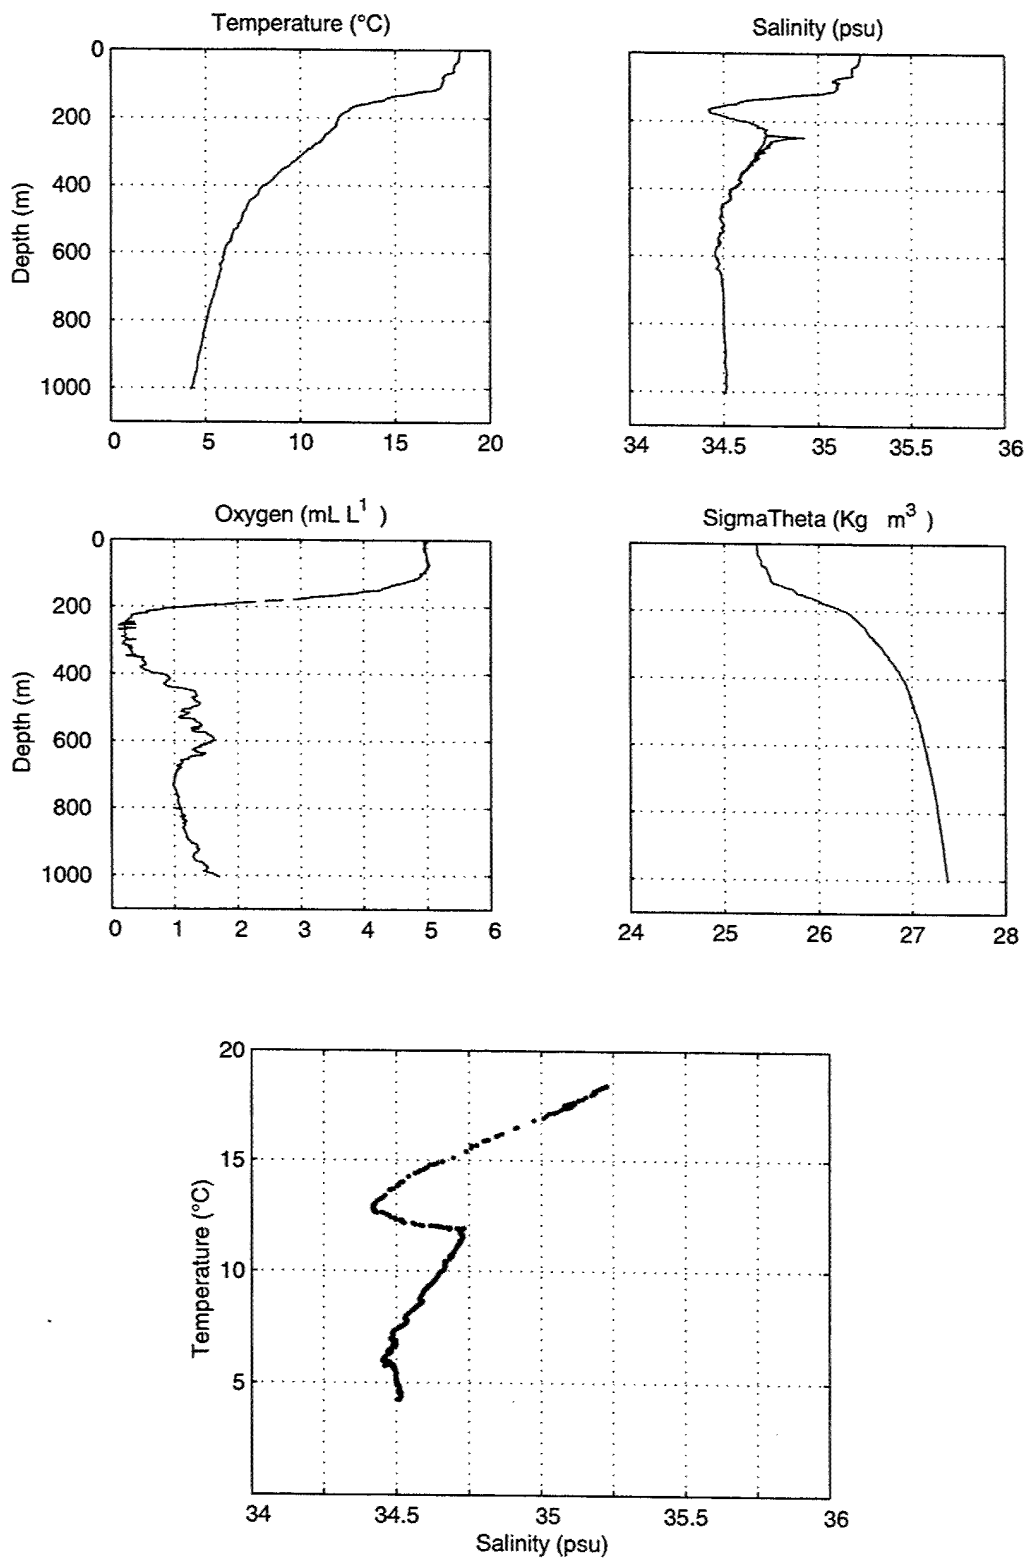 Temperature (°C)
0
200
400
600
800
1000
Depth (m)
0 5 10 15 20
Salinity (psu)
34 34.5 35 35.5 36
Oxygen (mL L1 )
0
200
400
600
800
1000
Depth (m)
0 1 2 3 4 5 6
SigmaTheta (Kg m3 )
24 25 26 27 28
20
15
10
5
Temperature (°C)
34 34.5 35 35.5 36
Salinity (psu)